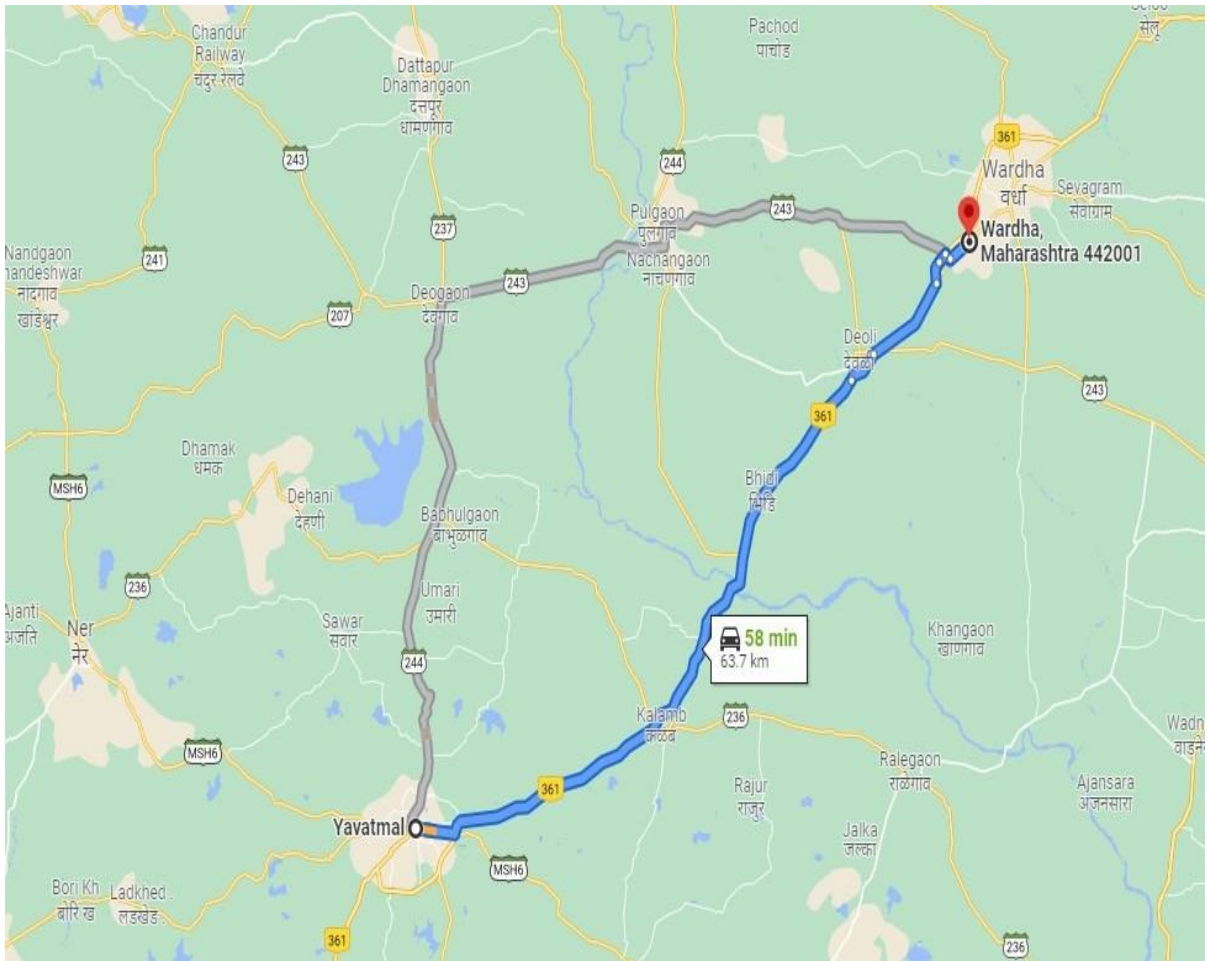 Chandur
Railway
चांदुर रेल्वे
Dattapur
Dhamangaon
दत्तपूर
धामणगाव
Pachod
पाचोड
सेलू
361
Wardha
वर्धा
Sevagram
सेवाग्राम
243
244
237
Pulgaon
पुलगाव
243
Wardha,
Maharashtra 442001
Nandgaon
handeshwar
नांदगाव
खांडेश्वर
241
Nachangaon
नाचणगाव
243
Deogaon
देवगाव
207
Deoli
देवळी
243
361
Dhamak
धमक
MSH6
Dehani
देहणी
Bhidi
भिडि
Babhulgaon
बाभुळगाव
236
Umari
उमारी
Ajanti
अजंति
Ner
नेर
Sawar
सवार
58 min
63.7 km
Khangaon
खाणगाव
244
Kalamb
कळंब
236
MSH6
Ralegaon
राळेगाव
361
Rajur
राजुर
Ajansara
अजनसारा
Yavatmal
Jalka
जल्का
MSH6
Bori Kh
बोरि ख
Ladkhed
लडखेड
361
236